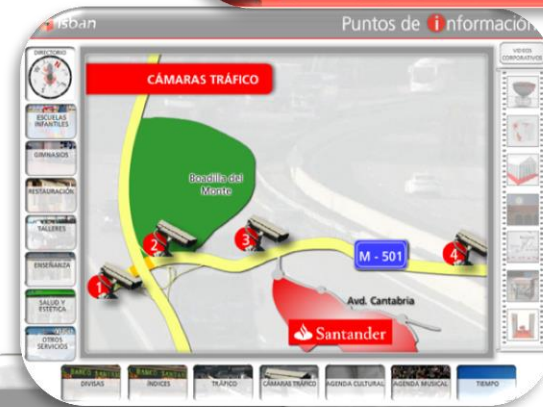 isban
Puntos de información
DIRECTORIO
VIDEOS
CORPORATIVOS
CÁMARAS TRÁFICO
ESCUELAS
INFANTILES
GIMNASIOS
RESTAURACIÓN
TALLERES
ENSEÑANZA
SALUD Y
ESTÉTICA
OTROS
SERVICIOS
Boadilla del
Monte
1
2
3
4
M - 501
Avd. Cantabria
Santander
DIVISAS
ÍNDICES
TRÁFICO
CÁMARAS TRÁFICO
AGENDA CULTURAL
AGENDA MUSICAL
TIEMPO